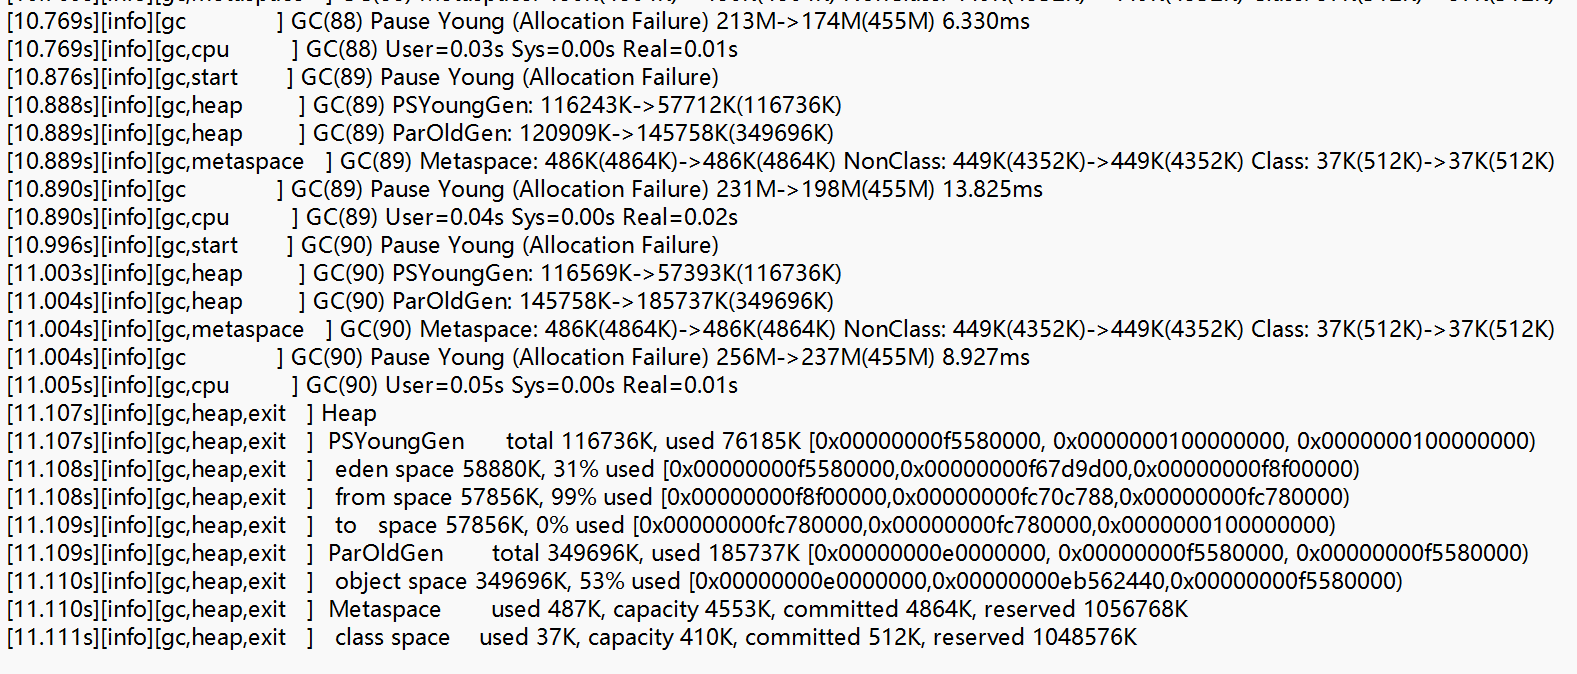 [10.769s][info][gc             ] GC(88) Pause Young (Allocation Failure) 213M->174M(455M) 6.330ms
[10.769s][info][gc,cpu         ] GC(88) User=0.03s Sys=0.00s Real=0.01s
[10.876s][info][gc,start       ] GC(89) Pause Young (Allocation Failure)
[10.888s][info][gc,heap        ] GC(89) PSYoungGen: 116243K->57712K(116736K)
[10.889s][info][gc,heap        ] GC(89) ParOldGen: 120909K->145758K(349696K)
[10.889s][info][gc,metaspace   ] GC(89) Metaspace: 486K(4864K)->486K(4864K) NonClass: 449K(4352K)->449K(4352K) Class: 37K(512K)->37K(512K)
[10.890s][info][gc             ] GC(89) Pause Young (Allocation Failure) 231M->198M(455M) 13.825ms
[10.890s][info][gc,cpu         ] GC(89) User=0.04s Sys=0.00s Real=0.02s
[10.996s][info][gc,start       ] GC(90) Pause Young (Allocation Failure)
[11.003s][info][gc,heap        ] GC(90) PSYoungGen: 116569K->57393K(116736K)
[11.004s][info][gc,heap        ] GC(90) ParOldGen: 145758K->185737K(349696K)
[11.004s][info][gc,metaspace   ] GC(90) Metaspace: 486K(4864K)->486K(4864K) NonClass: 449K(4352K)->449K(4352K) Class: 37K(512K)->37K(512K)
[11.004s][info][gc             ] GC(90) Pause Young (Allocation Failure) 256M->237M(455M) 8.927ms
[11.005s][info][gc,cpu         ] GC(90) User=0.05s Sys=0.00s Real=0.01s
[11.107s][info][gc,heap,exit   ] Heap
[11.107s][info][gc,heap,exit   ]  PSYoungGen      total 116736K, used 76185K [0x00000000f5580000, 0x0000000100000000, 0x0000000100000000)
[11.108s][info][gc,heap,exit   ]   eden space 58880K, 31% used [0x00000000f5580000,0x00000000f67d9d00,0x00000000f8f00000)
[11.108s][info][gc,heap,exit   ]   from space 57856K, 99% used [0x00000000f8f00000,0x00000000fc70c788,0x00000000fc780000)
[11.109s][info][gc,heap,exit   ]   to   space 57856K, 0% used [0x00000000fc780000,0x00000000fc780000,0x0000000100000000)
[11.109s][info][gc,heap,exit   ]  ParOldGen       total 349696K, used 185737K [0x00000000e0000000, 0x00000000f5580000, 0x00000000f5580000)
[11.110s][info][gc,heap,exit   ]   object space 349696K, 53% used [0x00000000e0000000,0x00000000eb562440,0x00000000f5580000)
[11.110s][info][gc,heap,exit   ]  Metaspace       used 487K, capacity 4553K, committed 4864K, reserved 1056768K
[11.111s][info][gc,heap,exit   ]   class space    used 37K, capacity 410K, committed 512K, reserved 1048576K